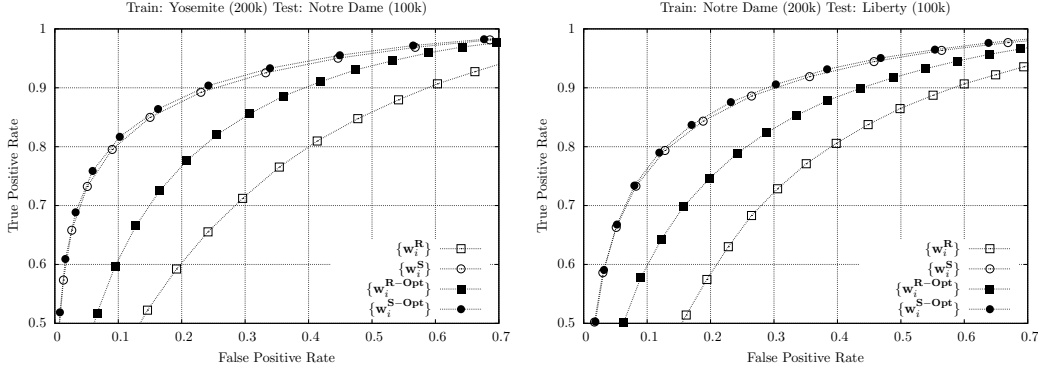 Train: Yosemite (200k) Test: Notre Dame (100k)
True Positive Rate
1
0.9
0.8
0.7
0.6
0.5
0 0.1 0.2 0.3 0.4 0.5 0.6 0.7
False Positive Rate
{w_i^R}
{w_i^S}
{w_i^R-Opt}
{w_i^S-Opt}
Train: Notre Dame (200k) Test: Liberty (100k)
True Positive Rate
1
0.9
0.8
0.7
0.6
0.5
0 0.1 0.2 0.3 0.4 0.5 0.6 0.7
False Positive Rate
{w_i^R}
{w_i^S}
{w_i^R-Opt}
{w_i^S-Opt}